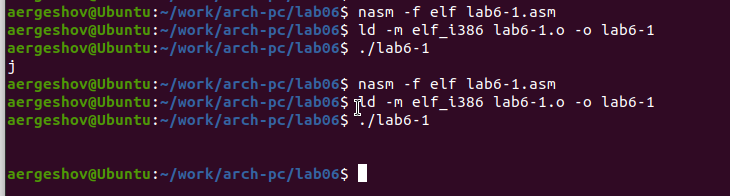 aergeshov@Ubuntu:~/work/arch-pc/lab06$ nasm -f elf lab6-1.asm
aergeshov@Ubuntu:~/work/arch-pc/lab06$ ld -m elf_i386 lab6-1.o -o lab6-1
aergeshov@Ubuntu:~/work/arch-pc/lab06$ ./lab6-1
j
aergeshov@Ubuntu:~/work/arch-pc/lab06$ nasm -f elf lab6-1.asm
aergeshov@Ubuntu:~/work/arch-pc/lab06$ ld -m elf_i386 lab6-1.o -o lab6-1
aergeshov@Ubuntu:~/work/arch-pc/lab06$ ./lab6-1
aergeshov@Ubuntu:~/work/arch-pc/lab06$